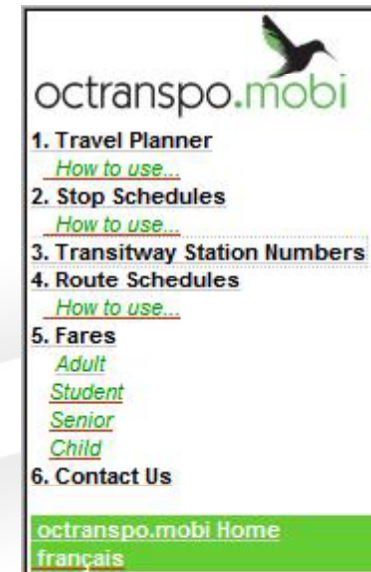 octranspo.mobi
1. Travel Planner
How to use...
2. Stop Schedules
How to use...
3. Transitway Station Numbers
4. Route Schedules
How to use...
5. Fares
Adult
Student
Senior
Child
6. Contact Us
octranspo.mobi Home
français